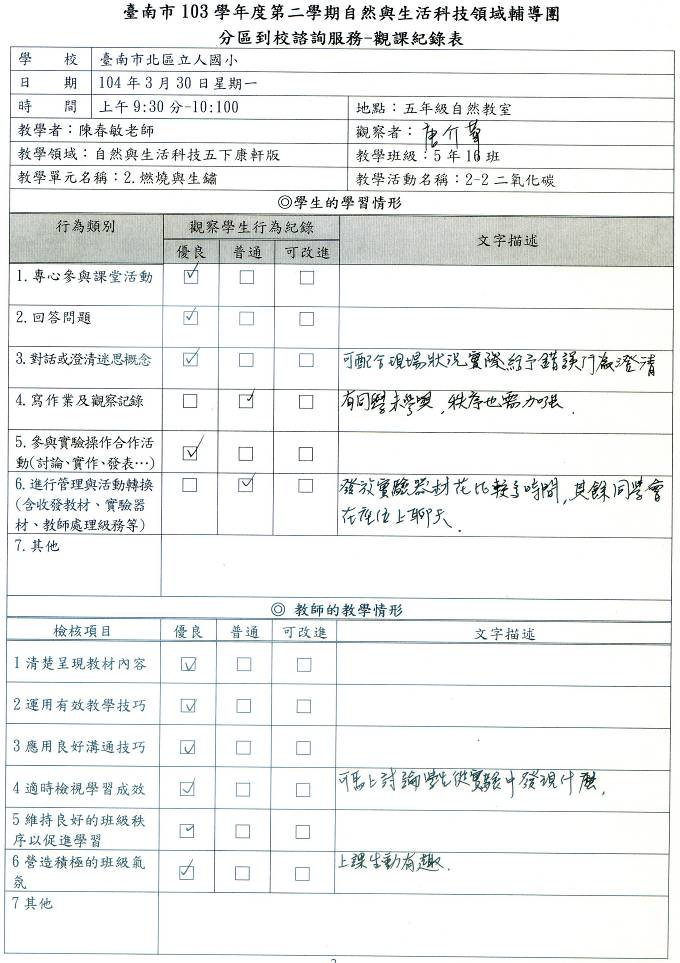 臺南市 103 學年度第二學期自然與生活科技領域輔導團
分區到校諮詢服務-觀課紀錄表
學 校 臺南市北區立人國小
日 期 104 年 3 月 30 日星期一
時 間 上午 9:30 分-10:100 地點：五年級自然教室
教學者：陳春敏老師 觀察者：唐介
教學領域：自然與生活科技五下康軒版 教學班級：5 年 16 班
教學單元名稱：2.燃燒與生鏽 教學活動名稱：2-2 二氧化碳
◎學生的學習情形
行為類別 觀察學生行為紀錄 文字描述
優良 普通 可改進
1.專心參與課堂活動 ☑ □ □
2.回答問題 ☑ □ □
3.對話或澄清迷思概念 ☑ □ □ 可配合現場狀況實際給予錯誤行為澄清
4.寫作業及觀察記錄 □ ☑ □ 有同學未學與，秩序也需加強．
5.參與實驗操作合作活
動(討論、實作、發表…) ☑ □ □
6.進行管理與活動轉換 □ ☑ □ 發放實驗器材花比較多時間，其餘同學會
(含收發教材、實驗器 在座位上聊天．
材、教師處理級務等)
7.其他
◎ 教師的教學情形
檢核項目 優良 普通 可改進 文字描述
1 清楚呈現教材內容 ☑ □ □
2 運用有效教學技巧 ☑ □ □
3 應用良好溝通技巧 ☑ □ □
4 適時檢視學習成效 ☑ □ □ 可馬上討論學生從實驗中發現什麼．
5 維持良好的班級秩 ☑ □ □
序以促進學習
6 營造積極的班級氣 ☑ □ □ 上課生動有趣．
氛
7 其他